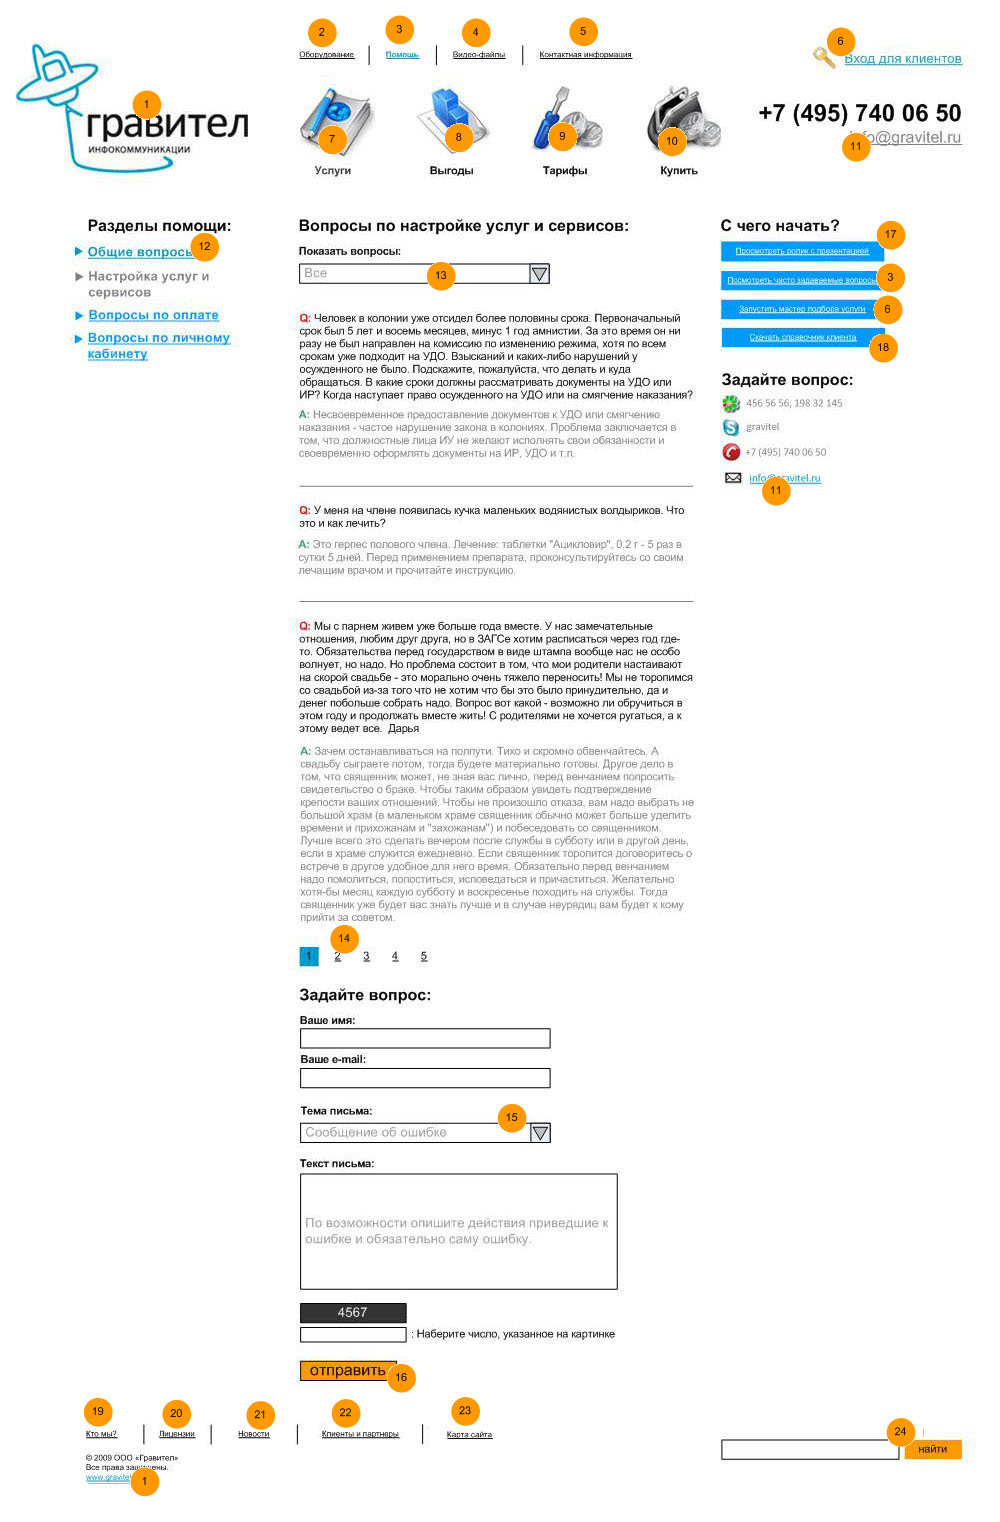 2
3
4
5
6
Оборудование
Помощь
Видео-файлы
Контактная информация
Вход для клиентов
1
гравител
ИНФОКОММУНИКАЦИИ
7
8
9
10
Услуги
Выгоды
Тарифы
Купить
+7 (495) 740 06 50
info@gravitel.ru
11
Разделы помощи:
Общие вопросы
12
Настройка услуг и
сервисов
Вопросы по оплате
Вопросы по личному
кабинету
Вопросы по настройке услуг и сервисов:
Показать вопросы:
Все
13
Q: Человек в колонии уже отсидел более половины срока. Первоначальный
срок был 5 лет и восемь месяцев, минус 1 год амнистии. За это время он ни
разу не был направлен на комиссию по изменению режима, хотя по всем
срокам уже подходит на УДО. Взысканий и каких-либо нарушений у
осужденного не было. Подскажите, пожалуйста, что делать и куда
обращаться. В какие сроки должны рассматривать документы на УДО или
ИР? Когда наступает право осужденного на УДО или на смягчение наказания?
A: Несвоевременное предоставление документов к УДО или смягчению
наказания - частое нарушение закона в колониях. Проблема заключается в
том, что должностные лица ИУ не желают исполнять свои обязанности и
своевременно оформлять документы на ИР, УДО и т.п.
Q: У меня на члене появилась кучка маленьких водянистых волдыриков. Что
это и как лечить?
A: Это герпес полового члена. Лечение: таблетки "Ацикловир", 0,2 г - 5 раз в
сутки 5 дней. Перед применением препарата, проконсультируйтесь со своим
лечащим врачом и прочитайте инструкцию.
Q: Мы с парнем живем уже больше года вместе. У нас замечательные
отношения, любим друг друга, но в ЗАГСе хотим расписаться через год где-
то. Обязательства перед государством в виде штампа вообще нас не особо
волнует, но надо. Но проблема состоит в том, что мои родители настаивают
на скорой свадьбе - это морально очень тяжело переносить! Мы не торопимся
со свадьбой из-за того что не хотим что бы это было принудительно, да и
денег побольше собрать надо. Вопрос вот какой - возможно ли обручиться в
этом году и продолжать вместе жить! С родителями не хочется ругаться, а к
этому ведет все. Дарья
A: Зачем останавливаться на полпути. Тихо и скромно обвенчайтесь. А
свадьбу сыграете потом, тогда будете материально готовы. Другое дело в
том, что священник может, не зная вас лично, перед венчанием попросить
свидетельство о браке. Чтобы таким образом увидеть подтверждение
крепости ваших отношений. Чтобы не произошло отказа, вам надо выбрать не
большой храм (в маленьком храме священник обычно может больше уделить
времени и прихожанам и "захожанам") и побеседовать со священником.
Лучше всего это сделать вечером после службы в субботу или в другой день,
если в храме служится ежедневно. Если священник торопится договоритесь о
встрече в другое удобное для него время. Обязательно перед венчанием
надо помолиться, попоститься, исповедаться и причаститься. Желательно
хотя-бы месяц каждую субботу и воскресенье походить на службы. Тогда
священник уже будет вас знать лучше и в случае неурядиц вам будет к кому
прийти за советом.
14
1 2 3 4 5
Задайте вопрос:
Ваше имя:
Ваше e-mail:
Тема письма:
15
Сообщение об ошибке
Текст письма:
По возможности опишите действия приведшие к
ошибке и обязательно саму ошибку.
4567
: Наберите число, указанное на картинке
отправить
16
С чего начать?
17
Просмотреть ролик с презентацией
Посмотреть часто задаваемые вопросы
3
Запустить мастер подбора услуги
6
Скачать справочник клиента
18
Задайте вопрос:
456 56 56, 198 32 145
gravitel
+7 (495) 740 06 50
info@gravitel.ru
11
19
20
21
22
23
Кто мы?
Лицензии
Новости
Клиенты и партнеры
Карта сайта
© 2009 ООО «Гравител»
Все права защищены.
www.gravitel
1
24
найти